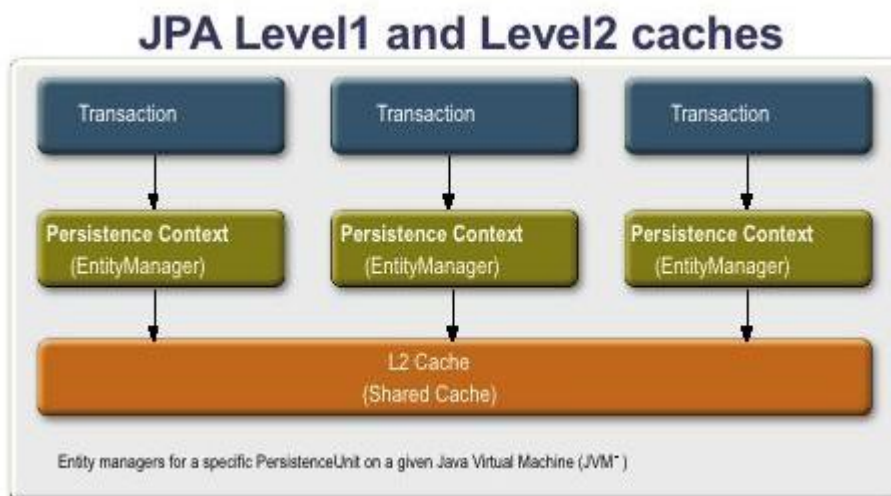 JPA Level1 and Level2 caches
Transaction
Transaction
Transaction
Persistence Context
(EntityManager)
Persistence Context
(EntityManager)
Persistence Context
(EntityManager)
L2 Cache
(Shared Cache)
Entity managers for a specific PersistenceUnit on a given Java Virtual Machine (JVM™)